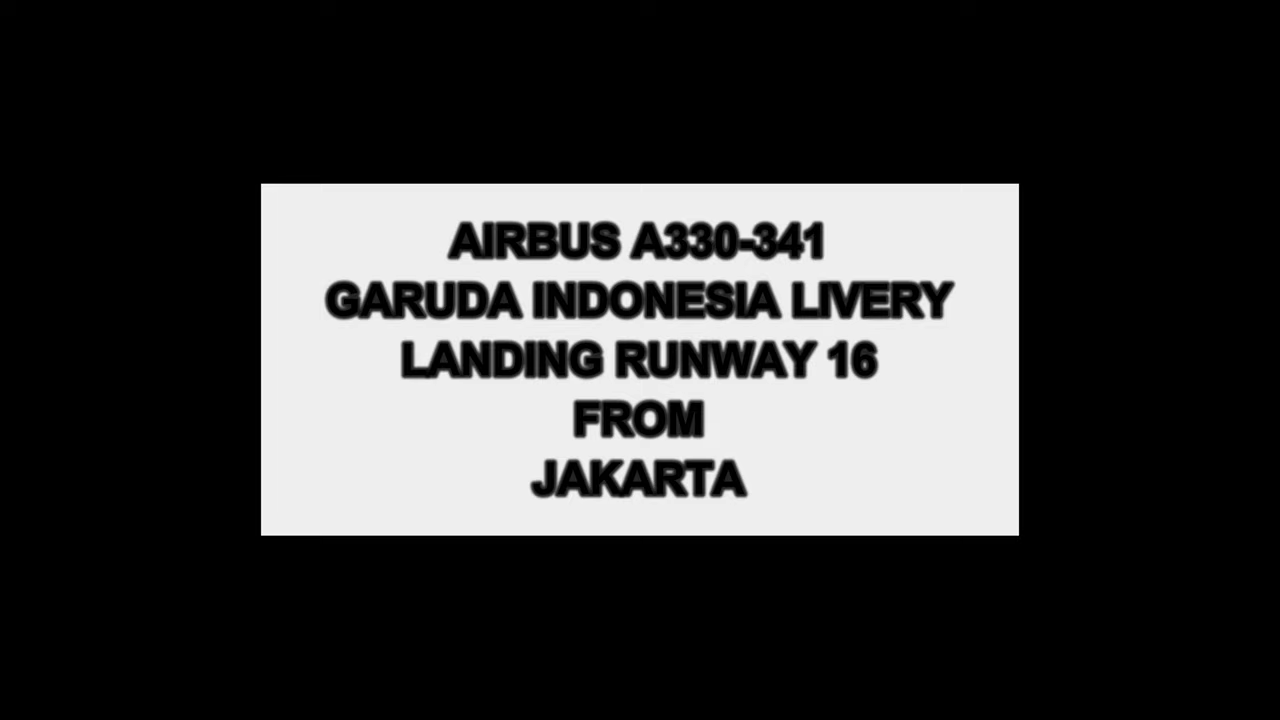 AIRBUS A330-341
GARUDA INDONESIA LIVERY
LANDING RUNWAY 16
FROM
JAKARTA